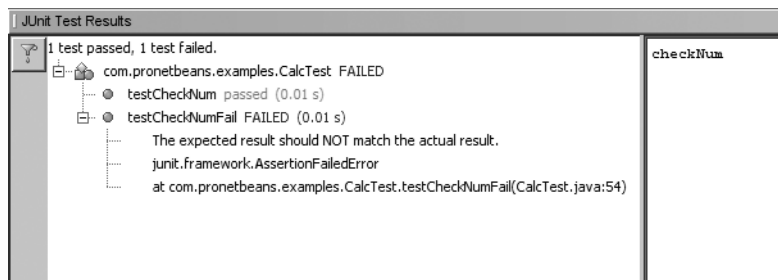 JUnit Test Results
1 test passed, 1 test failed.
com.pronetbeans.examples.CalcTest FAILED
testCheckNum passed (0.01 s)
testCheckNumFail FAILED (0.01 s)
The expected result should NOT match the actual result.
junit.framework.AssertionFailedError
at com.pronetbeans.examples.CalcTest.testCheckNumFail(CalcTest.java:54)
checkNum